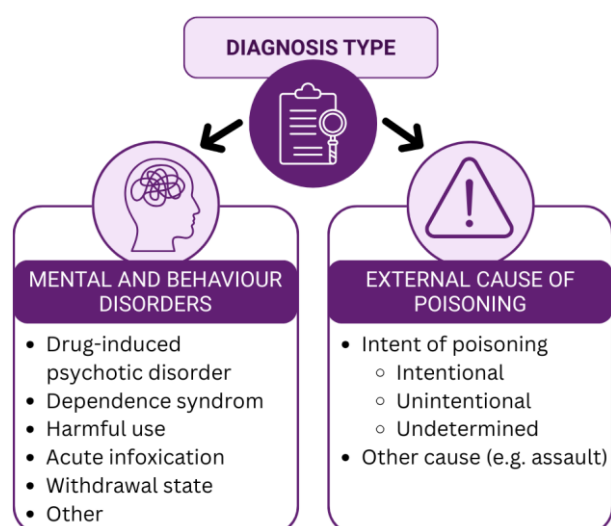 DIAGNOSIS TYPE
MENTAL AND BEHAVIOUR
DISORDERS
• Drug-induced
psychotic disorder
• Dependence syndrom
• Harmful use
• Acute infoxication
• Withdrawal state
• Other
EXTERNAL CAUSE OF
POISONING
• Intent of poisoning
○ Intentional
○ Unintentional
○ Undetermined
• Other cause (e.g. assault)